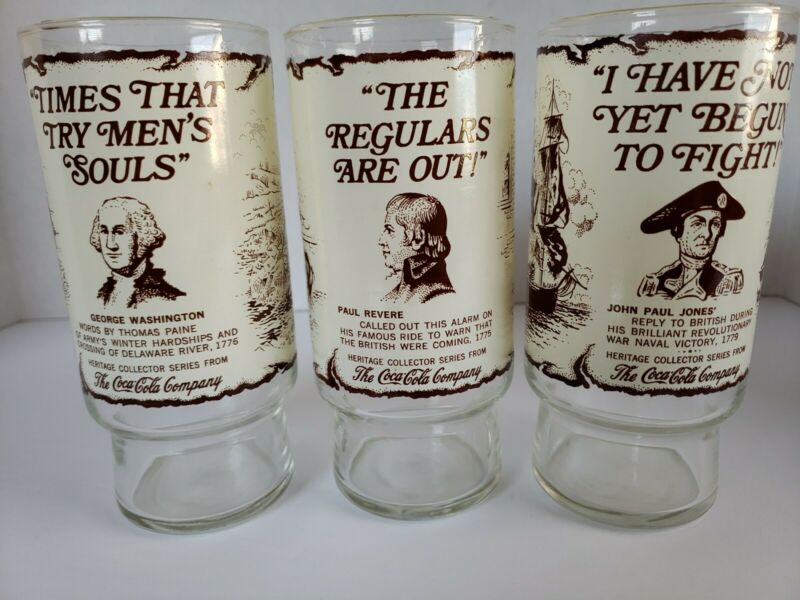 "TIMES THAT
TRY MEN'S
SOULS"
GEORGE WASHINGTON
WORDS BY THOMAS PAINE
OF ARMY'S WINTER HARDSHIPS AND
CROSSING OF DELAWARE RIVER, 1776
HERITAGE COLLECTOR SERIES FROM
The Coca-Cola Company
"THE
REGULARS
ARE OUT!"
PAUL REVERE
CALLED OUT THIS ALARM ON
HIS FAMOUS RIDE TO WARN THAT
THE BRITISH WERE COMING, 1775
HERITAGE COLLECTOR SERIES FROM
The Coca-Cola Company
"I HAVE NOT
YET BEGUN
TO FIGHT!"
JOHN PAUL JONES'
REPLY TO BRITISH DURING
HIS BRILLIANT REVOLUTIONARY
WAR NAVAL VICTORY, 1779
HERITAGE COLLECTOR SERIES FROM
The Coca-Cola Company